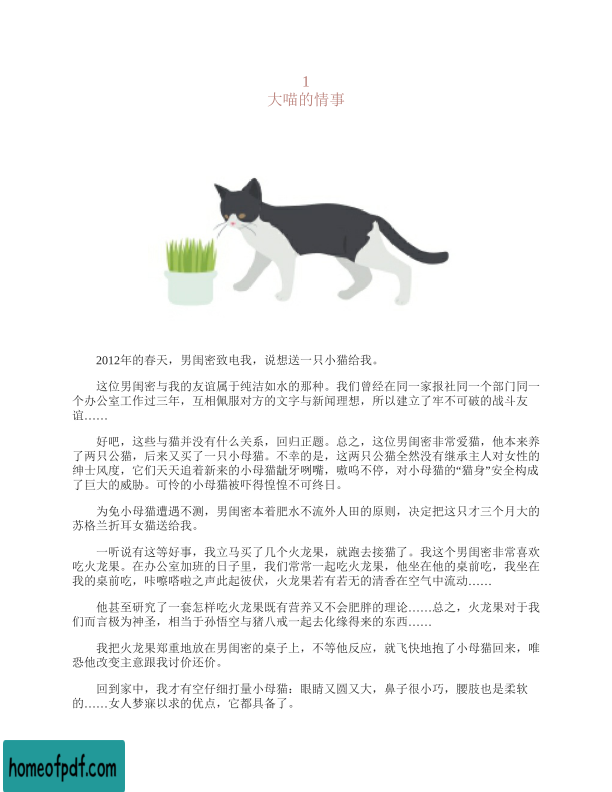 1
大喵的情事
2012年的春天，男闺密致电我，说想送一只小猫给我。
这位男闺密与我的友谊属于纯洁如水的那种。我们曾经在同一家报社同一个部门同一
个办公室工作过三年，互相佩服对方的文字与新闻理想，所以建立了牢不可破的战斗友
谊……
好吧，这些与猫并没有什么关系，回归正题。总之，这位男闺密非常爱猫，他本来养
了两只公猫，后来又买了一只小母猫。不幸的是，这两只公猫全然没有继承主人对女性的
绅士风度，它们天天追着新来的小母猫龇牙咧嘴，嗷呜不停，对小母猫的“猫身”安全构成
了巨大的威胁。可怜的小母猫被吓得惶惶不可终日。
为免小母猫遭遇不测，男闺密本着肥水不流外人田的原则，决定把这只才三个月大的
苏格兰折耳女猫送给我。
一听说有这等好事，我立马买了几个火龙果，就跑去接猫了。我这个男闺密非常喜欢
吃火龙果。在办公室加班的日子里，我们常常一起吃火龙果，他坐在他的桌前吃，我坐在
我的桌前吃，咔嚓嗒啦之声此起彼伏，火龙果若有若无的清香在空气中流动……
他甚至研究了一套怎样吃火龙果既有营养又不会肥胖的理论……总之，火龙果对于我
们而言极为神圣，相当于孙悟空与猪八戒一起去化缘得来的东西……
我把火龙果郑重地放在男闺密的桌子上，不等他反应，就飞快地抱了小母猫回来，唯
恐他改变主意跟我讨价还价。
回到家中，我才有空仔细打量小母猫：眼睛又圆又大，鼻子很小巧，腰肢也是柔软
的……女人梦寐以求的优点，它都具备了。
homeofpdf.com